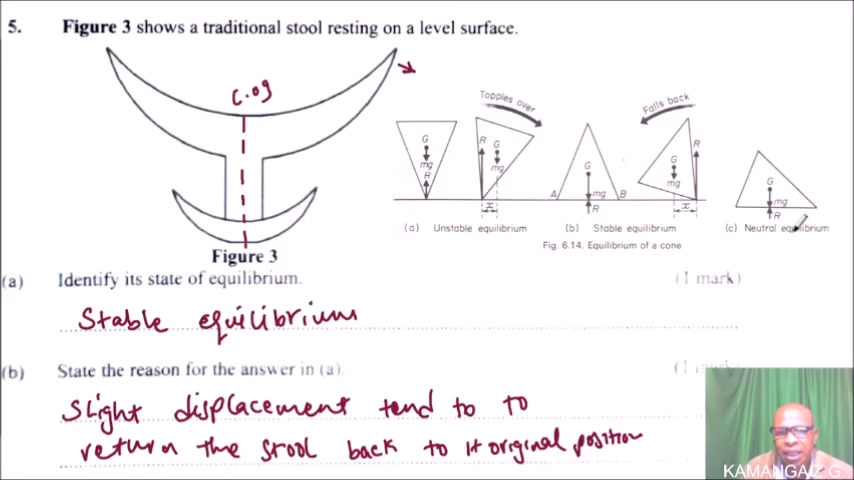 5. Figure 3 shows a traditional stool resting on a level surface.
C.og
Topples over
Falls back
G
mg
R
R
G
mg
x
G
A
mg
B
R
G
mg
R
x
G
mg
R
(a) Unstable equilibrium
(b) Stable equilibrium
(c) Neutral equilibrium
Fig. 6.14. Equilibrium of a cone
Figure 3
(a) Identify its state of equilibrium. (1 mark)
Stable equilibrium
(b) State the reason for the answer in (a). (1 mark)
Slight displacement tend to to
return the stool back to it original position
KAMANGA Z G